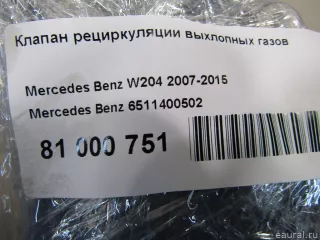 Клапан рециркуляции выхлопных газов
Mercedes Benz W204 2007-2015
Mercedes Benz 6511400502
81 000 751
© eaural.ru